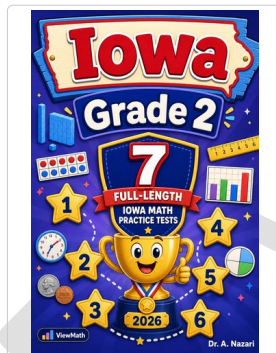 Iowa
Grade 2
7
FULL-LENGTH
IOWA MATH
PRACTICE TESTS
1
2
3
4
5
6
2026
ViewMath
Dr. A. Nazari